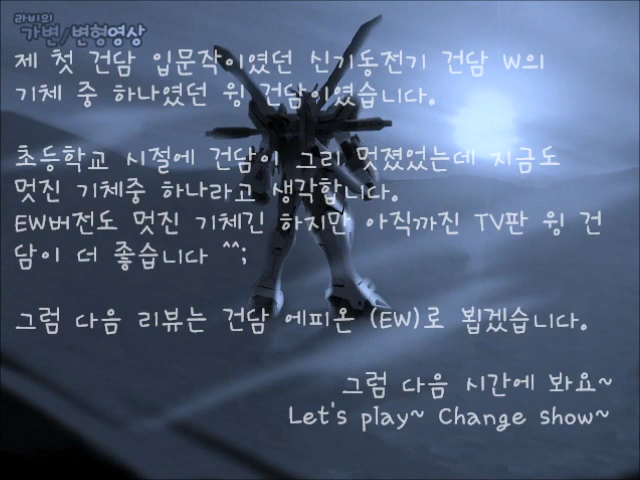 라비의
가변/변형영상
제 첫 건담 입문작이였던 신기동전기 건담 W의
기체 중 하나였던 윙 건담이였습니다.
초등학교 시절에 건담이 그리 멋졌었는데 지금도
멋진 기체중 하나라고 생각합니다.
EW버전도 멋진 기체긴 하지만 아직까진 TV판 윙 건
담이 더 좋습니다 ^^;
그럼 다음 리뷰는 건담 에피온 (EW)로 뵙겠습니다.
그럼 다음 시간에 봐요~
Let's play~ Change show~